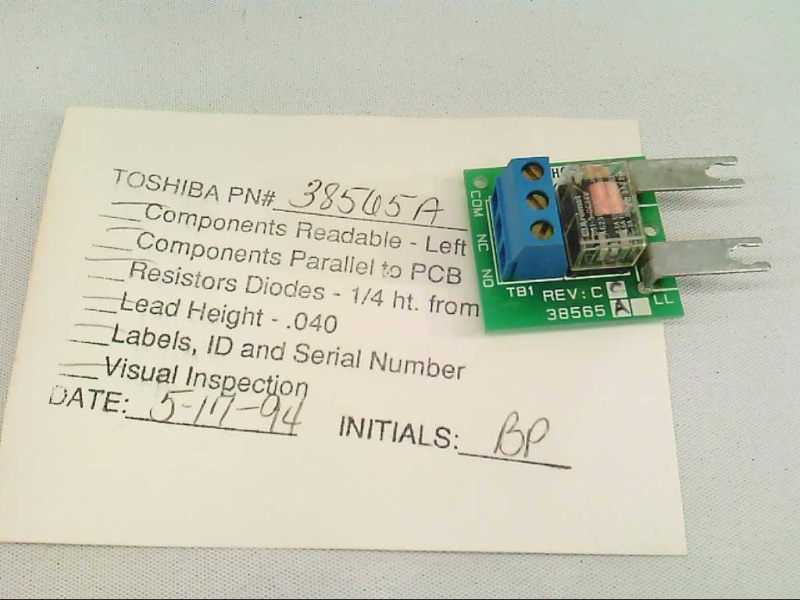 TOSHIBA PN# 38565A
Components Readable - Left
Components Parallel to PCB
Resistors Diodes - 1/4 ht. from
Lead Height - .040
Labels, ID and Serial Number
Visual Inspection
DATE: 5-17-94
INITIALS: BP
COM
NC
NO
TB1
REV: C C
38565 A
LL